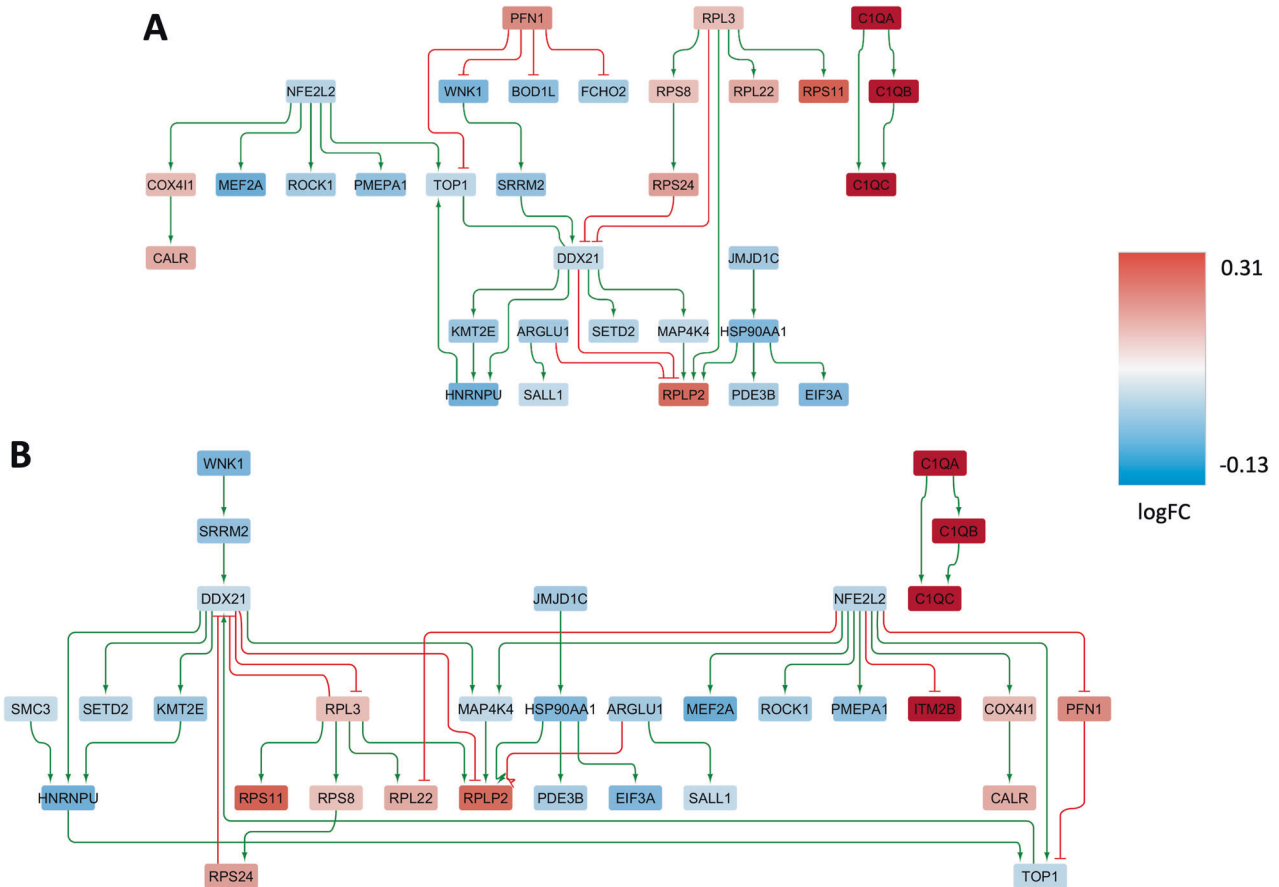 A
PFN1 RPL3 C1QA
NFE2L2 WNK1 BOD1L FCHO2 RPS8 RPL22 RPS11 C1QB
COX4I1 MEF2A ROCK1 PMEPA1 TOP1 SRRM2 RPS24 C1QC
CALR DDX21 JMJD1C
0.31
KMT2E ARGLU1 SETD2 MAP4K4 HSP90AA1
HNRNPU SALL1 RPLP2 PDE3B EIF3A
-0.13
logFC
B
WNK1 C1QA
SRRM2 C1QB
DDX21 JMJD1C NFE2L2 C1QC
SMC3 SETD2 KMT2E RPL3 MAP4K4 HSP90AA1 ARGLU1 MEF2A ROCK1 PMEPA1 ITM2B COX4I1 PFN1
HNRNPU RPS11 RPS8 RPL22 RPLP2 PDE3B EIF3A SALL1 CALR
RPS24 TOP1